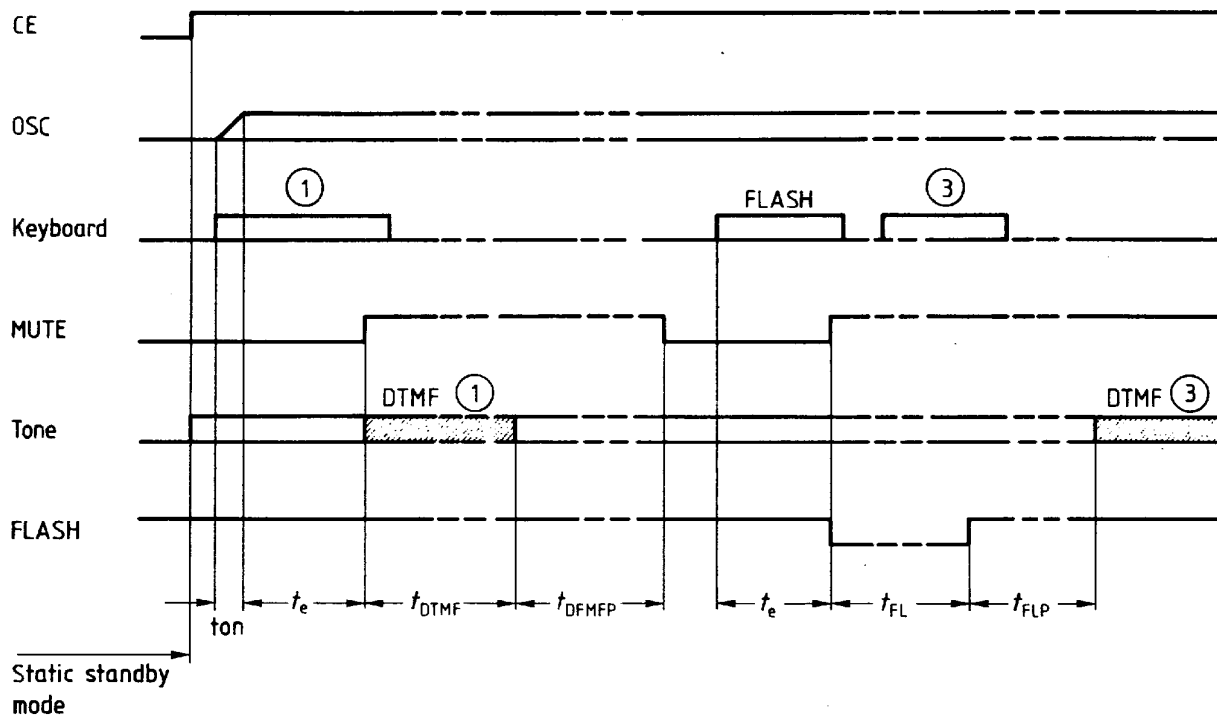 CE
OSC
① ③
FLASH
Keyboard
MUTE
DTMF ① DTMF ③
Tone
FLASH
te tDTMF tDFMFP te tFL tFLP
ton
Static standby
mode